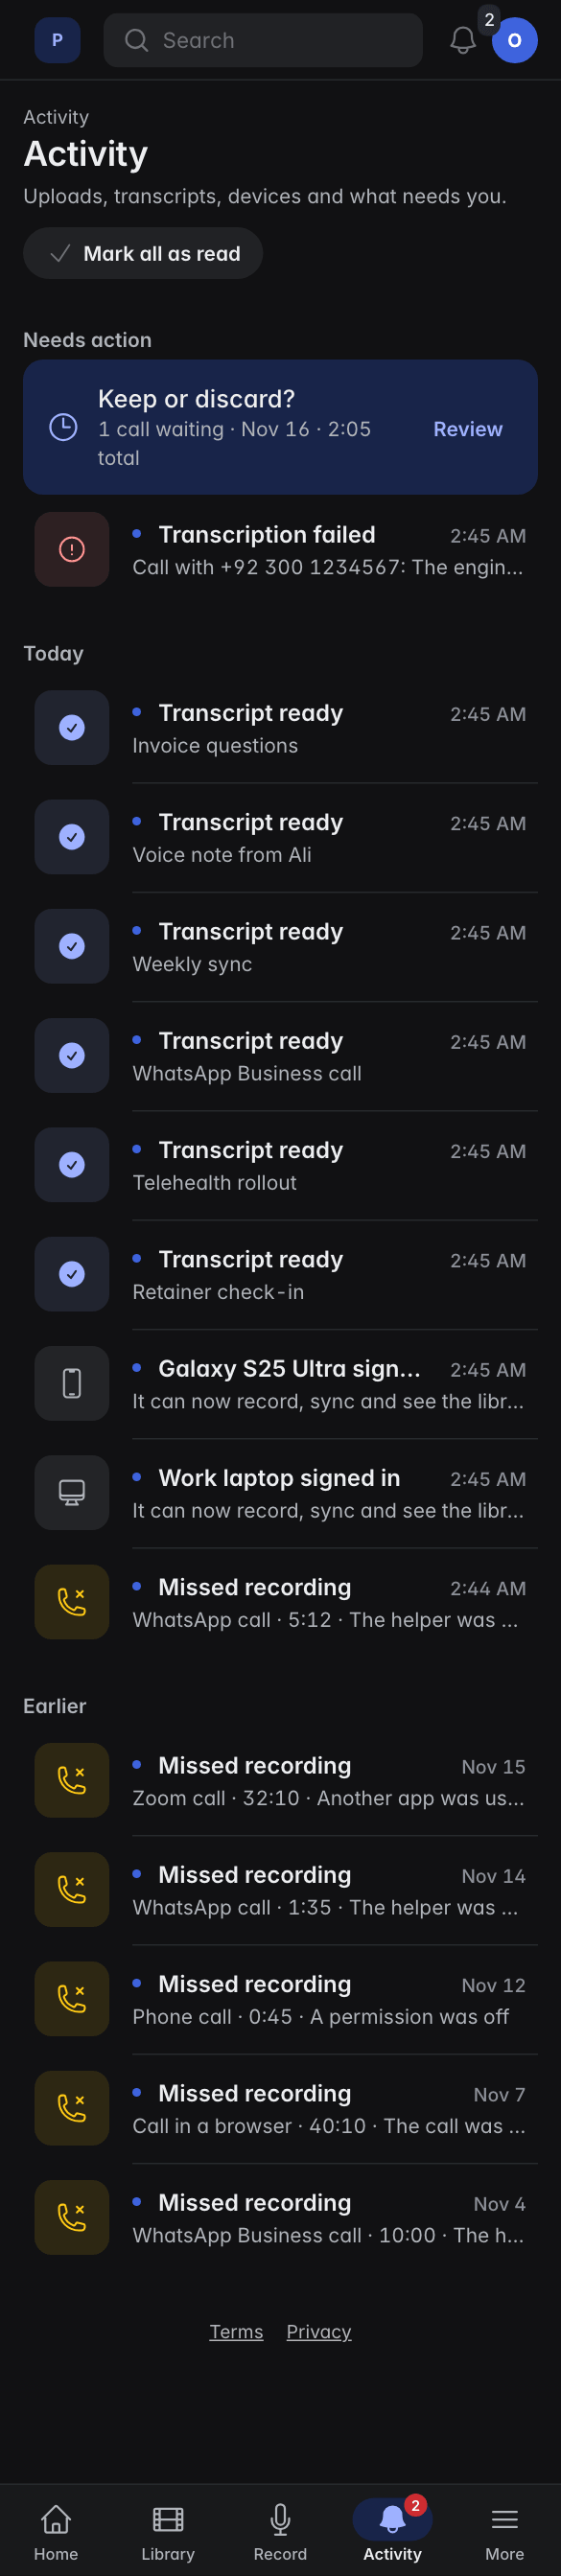 P
Search
2
O
Activity
Activity
Uploads, transcripts, devices and what needs you.
Mark all as read
Needs action
Keep or discard?
1 call waiting · Nov 16 · 2:05
total
Review
Transcription failed 2:45 AM
Call with +92 300 1234567: The engin...
Today
Transcript ready 2:45 AM
Invoice questions
Transcript ready 2:45 AM
Voice note from Ali
Transcript ready 2:45 AM
Weekly sync
Transcript ready 2:45 AM
WhatsApp Business call
Transcript ready 2:45 AM
Telehealth rollout
Transcript ready 2:45 AM
Retainer check-in
Galaxy S25 Ultra sign... 2:45 AM
It can now record, sync and see the libr...
Work laptop signed in 2:45 AM
It can now record, sync and see the libr...
Missed recording 2:44 AM
WhatsApp call · 5:12 · The helper was ...
Earlier
Missed recording Nov 15
Zoom call · 32:10 · Another app was us...
Missed recording Nov 14
WhatsApp call · 1:35 · The helper was ...
Missed recording Nov 12
Phone call · 0:45 · A permission was off
Missed recording Nov 7
Call in a browser · 40:10 · The call was ...
Missed recording Nov 4
WhatsApp Business call · 10:00 · The h...
Terms Privacy
2
Home Library Record Activity More